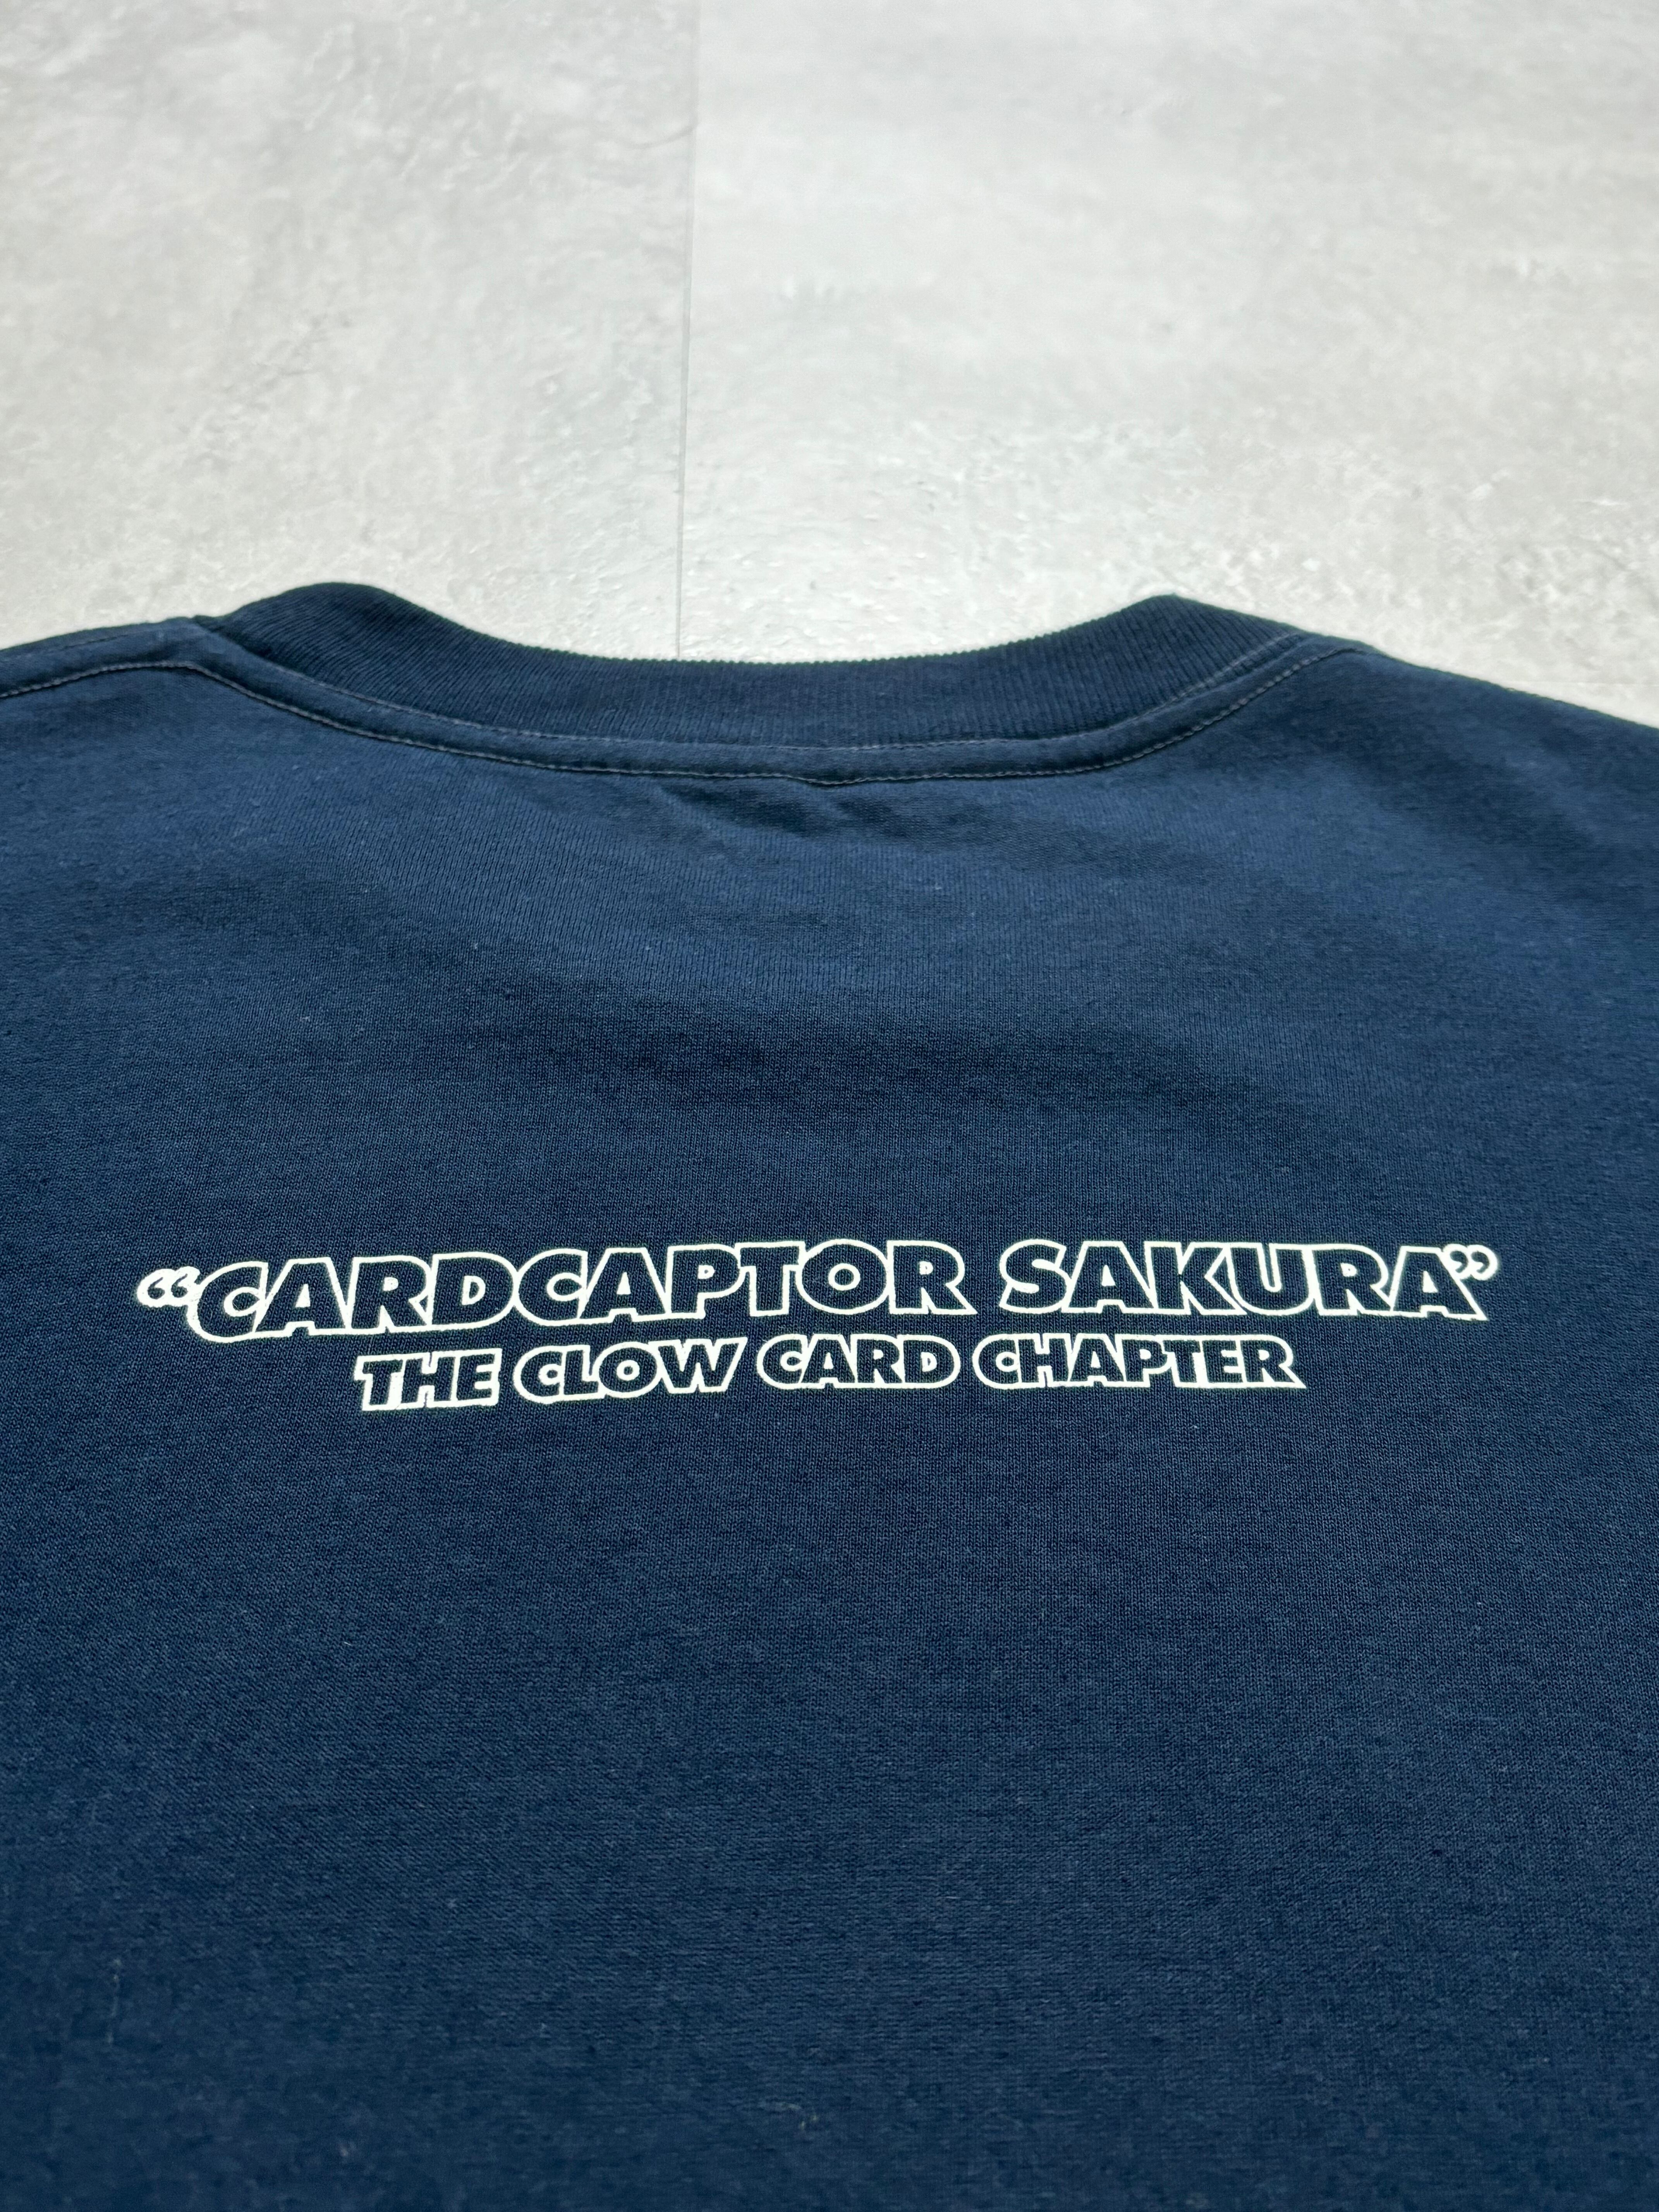 “CARDCAPTOR SAKURA”
THE CLOW CARD CHAPTER